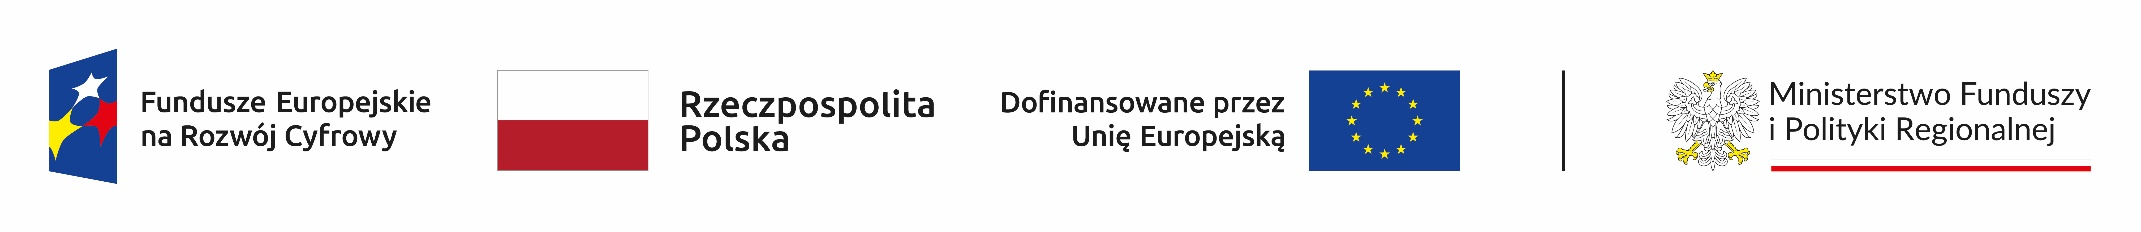 Fundusze Europejskie
na Rozwój Cyfrowy
Rzeczpospolita
Polska
Dofinansowane przez
Unię Europejską
Ministerstwo Funduszy
i Polityki Regionalnej